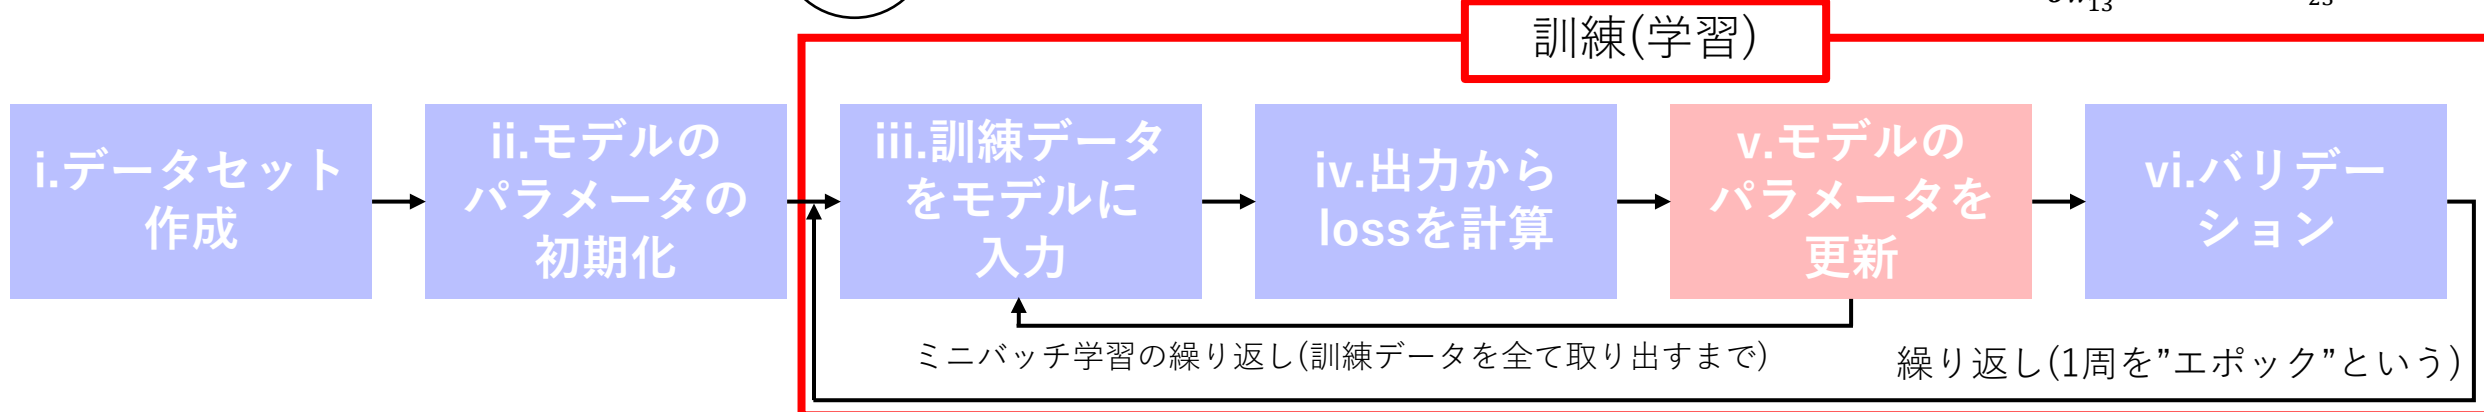 訓練(学習)
i.データセット
作成
ii.モデルの
パラメータの
初期化
iii.訓練データ
をモデルに
入力
iv.出力から
lossを計算
v.モデルの
パラメータを
更新
vi.バリデー
ション
ミニバッチ学習の繰り返し(訓練データを全て取り出すまで)
繰り返し(1周を”エポック”という)